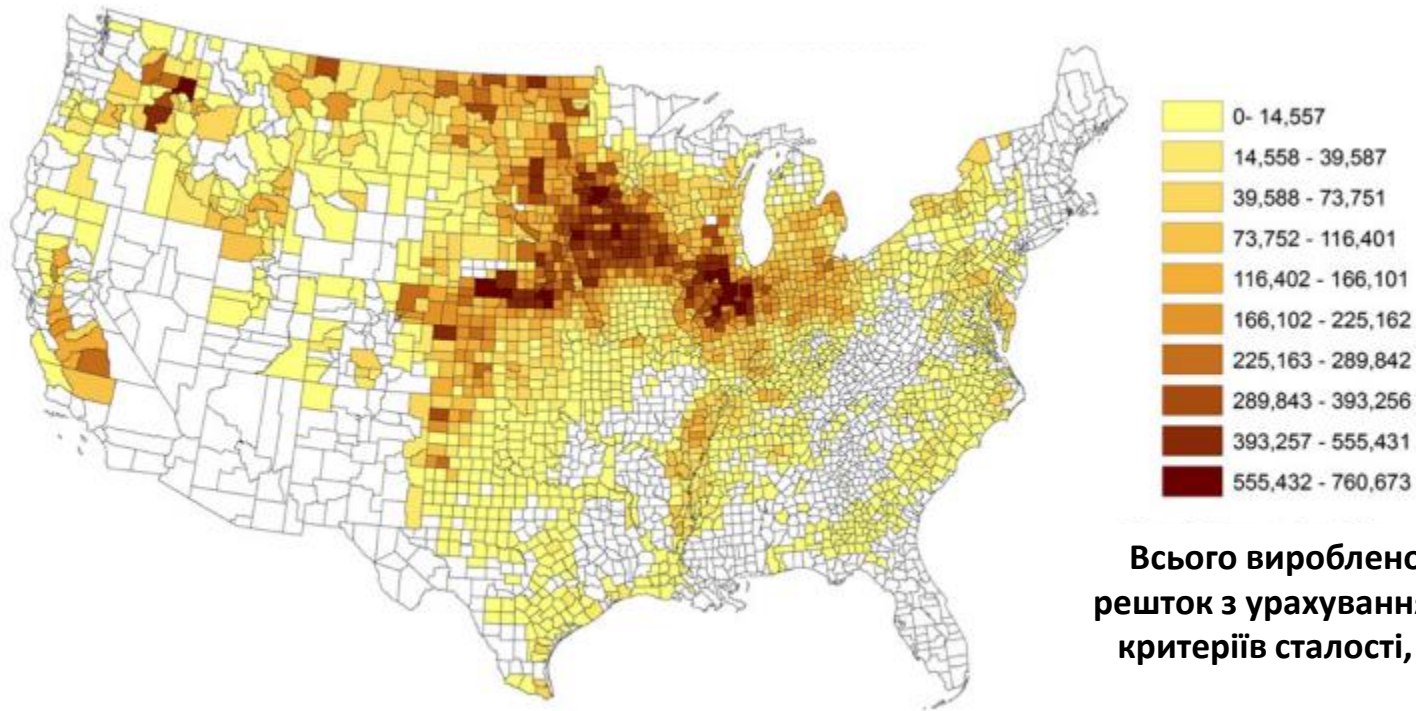 0- 14,557
14,558 - 39,587
39,588 - 73,751
73,752 - 116,401
116,402 - 166,101
166,102 - 225,162
225,163 - 289,842
289,843 - 393,256
393,257 - 555,431
555,432 - 760,673
Всього вироблено
решток з
критеріїв сталості,